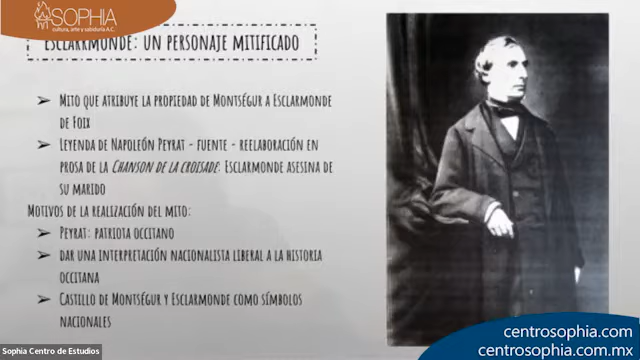 SOPHIA
cultura, arte y sabiduría A.C.
ESCLARMONDE: UN PERSONAJE MITIFICADO
➤ MITO QUE ATRIBUYE LA PROPIEDAD DE MONTSÉGUR A ESCLARMONDE
DE FOIX
➤ LEYENDA DE NAPOLEÓN PEYRAT - FUENTE - REELABORACIÓN EN
PROSA DE LA CHANSON DE LA CROISADE: ESCLARMONDE ASESINA DE
SU MARIDO
MOTIVOS DE LA REALIZACIÓN DEL MITO:
➤ PEYRAT: PATRIOTA OCCITANO
➤ DAR UNA INTERPRETACIÓN NACIONALISTA LIBERAL A LA HISTORIA
OCCITANA
➤ CASTILLO DE MONTSÉGUR Y ESCLARMONDE COMO SÍMBOLOS
NACIONALES
Sophia Centro de Estudios
centrosophia.com
centrosophia.com.mx